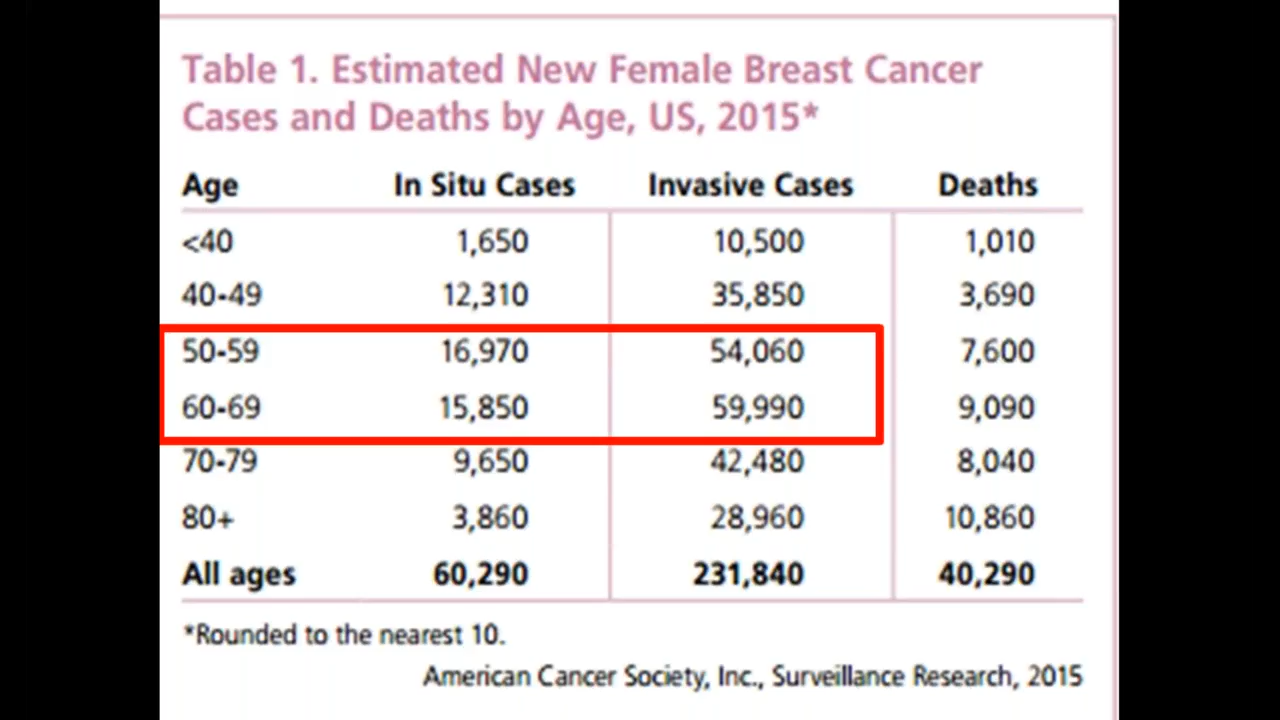 Table 1. Estimated New Female Breast Cancer
Cases and Deaths by Age, US, 2015*
Age In Situ Cases Invasive Cases Deaths
<40 1,650 10,500 1,010
40-49 12,310 35,850 3,690
50-59 16,970 54,060 7,600
60-69 15,850 59,990 9,090
70-79 9,650 42,480 8,040
80+ 3,860 28,960 10,860
All ages 60,290 231,840 40,290
*Rounded to the nearest 10.
American Cancer Society, Inc., Surveillance Research, 2015